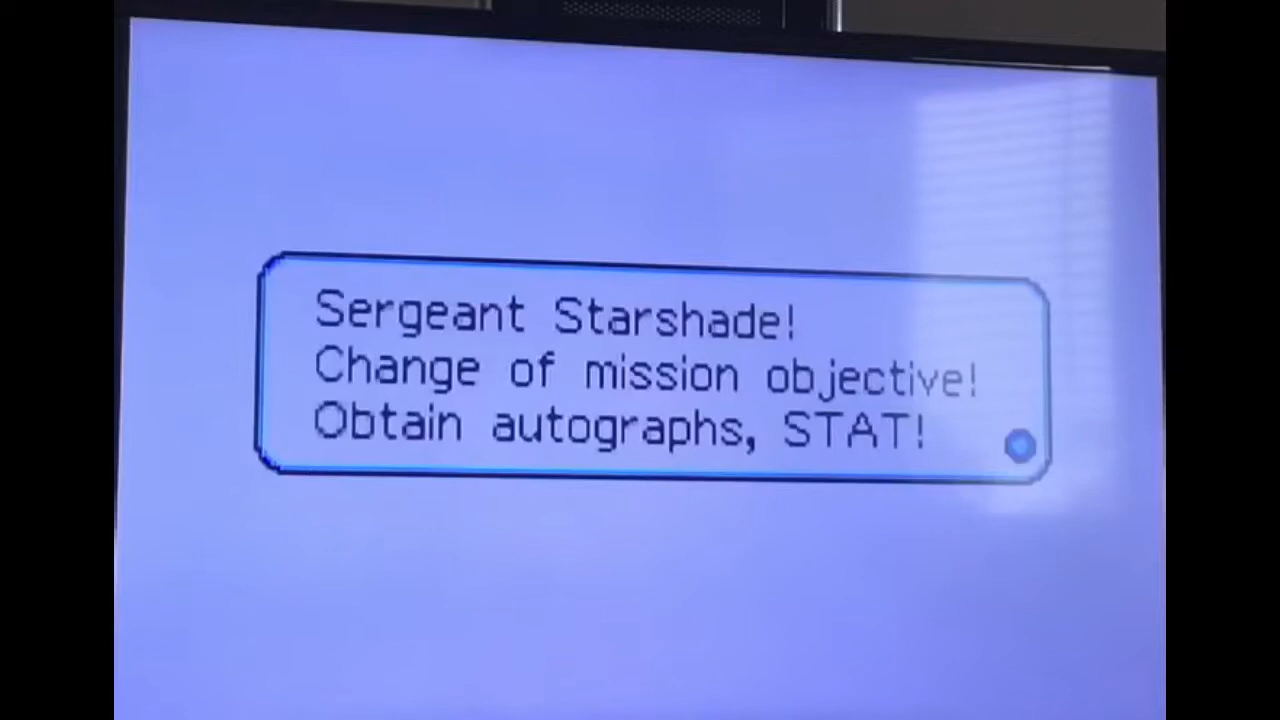 Sergeant Starshade!
Change of mission objective!
Obtain autographs, STAT!